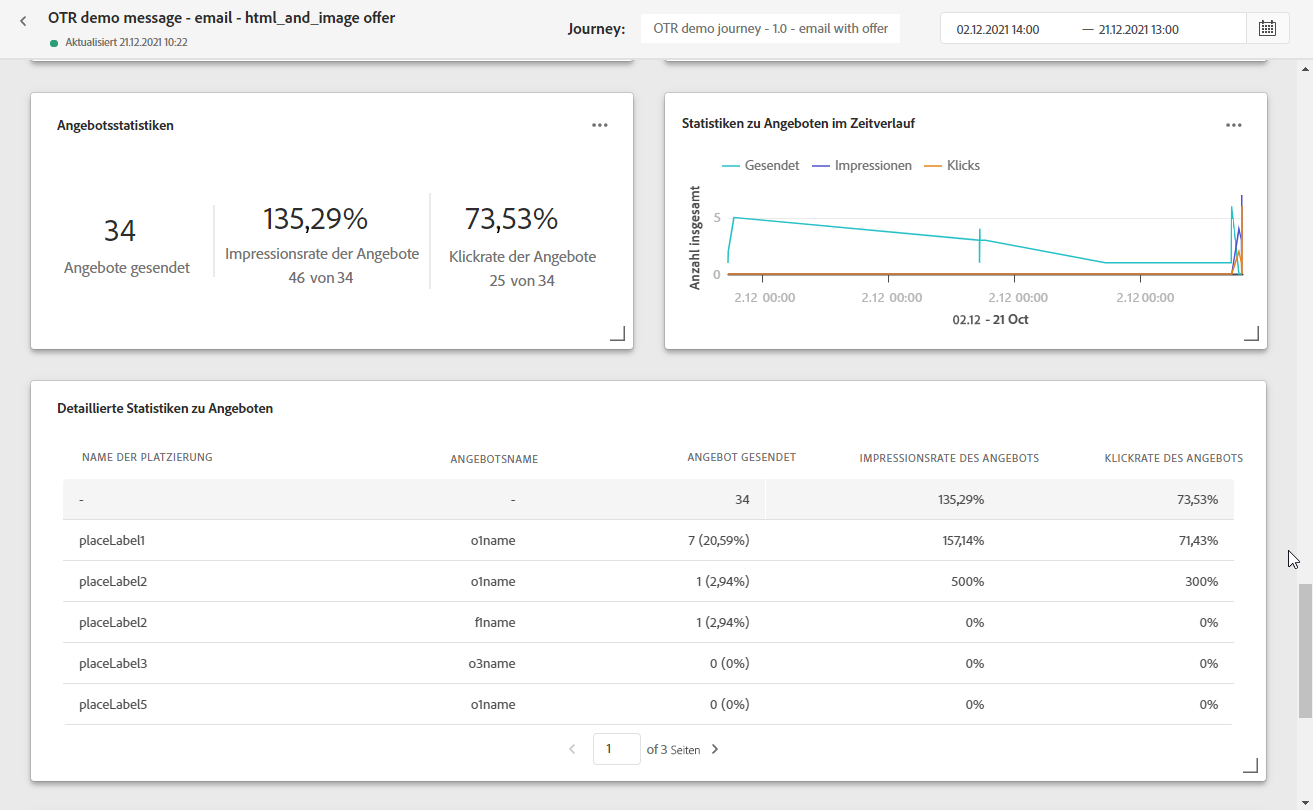 OTR demo message - email - html_and_image offer
Aktualisiert 21.12.2021 10:22
Journey:
OTR demo journey - 1.0 - email with offer
02.12.2021 14:00 — 21.12.2021 13:00
Angebotsstatistiken
34
Angebote gesendet
135,29%
Impressionsrate der Angebote
46 von 34
73,53%
Klickrate der Angebote
25 von 34
Statistiken zu Angeboten im Zeitverlauf
Gesendet Impressionen Klicks
Anzahl insgesamt
5
0
2.12 00:00 2.12 00:00 2.12 00:00 2.12 00:00
02.12 - 21 Oct
Detaillierte Statistiken zu Angeboten
NAME DER PLATZIERUNG ANGEBOTSNAME ANGEBOT GESENDET IMPRESSIONSRATE DES ANGEBOTS KLICKRATE DES ANGEBOTS
- - 34 135,29% 73,53%
placeLabel1 o1name 7 (20,59%) 157,14% 71,43%
placeLabel2 o1name 1 (2,94%) 500% 300%
placeLabel2 f1name 1 (2,94%) 0% 0%
placeLabel3 o3name 0 (0%) 0% 0%
placeLabel5 o1name 0 (0%) 0% 0%
1 of 3 Seiten